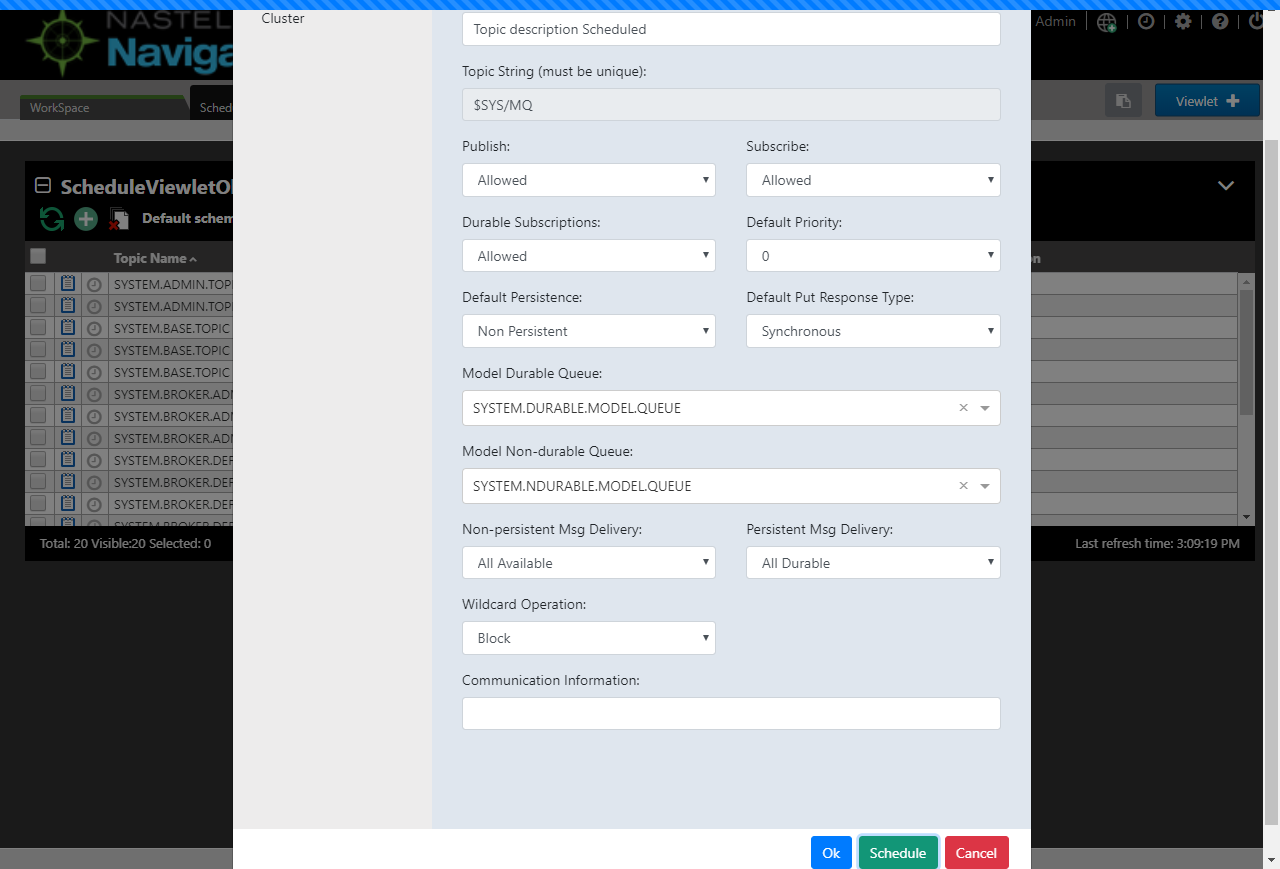 NASTEL
Naviga
Admin
WorkSpace
Sched
Viewlet
Cluster
Topic description Scheduled
Topic String (must be unique):
$SYS/MQ
Publish:
Subscribe:
Allowed
Allowed
Durable Subscriptions:
Default Priority:
Allowed
0
Default Persistence:
Default Put Response Type:
Non Persistent
Synchronous
Model Durable Queue:
SYSTEM.DURABLE.MODEL.QUEUE
Model Non-durable Queue:
SYSTEM.NDURABLE.MODEL.QUEUE
Non-persistent Msg Delivery:
Persistent Msg Delivery:
All Available
All Durable
Wildcard Operation:
Block
Communication Information:
Ok
Schedule
Cancel
ScheduleViewletOl
Default schem
Topic Name
on
SYSTEM.ADMIN.TOPI
SYSTEM.ADMIN.TOPI
SYSTEM.BASE.TOPIC
SYSTEM.BASE.TOPIC
SYSTEM.BASE.TOPIC
SYSTEM.BROKER.ADM
SYSTEM.BROKER.ADM
SYSTEM.BROKER.ADM
SYSTEM.BROKER.DEF
SYSTEM.BROKER.DEF
SYSTEM.BROKER.DEF
SYSTEM.BROKER.DEF
Total: 20 Visible:20 Selected: 0
Last refresh time: 3:09:19 PM